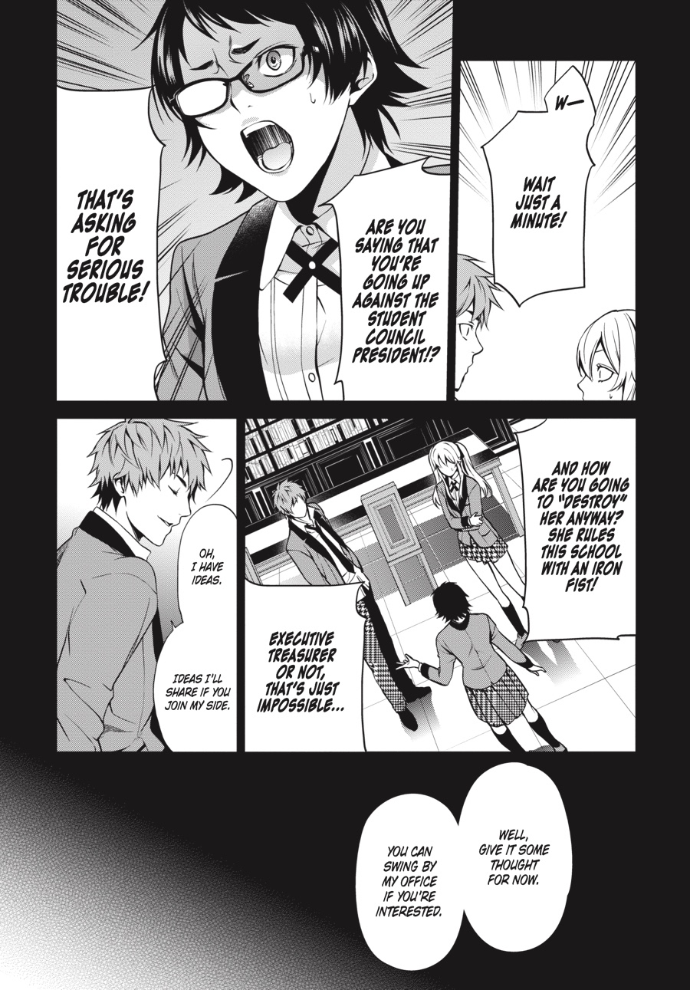 W—
WAIT
JUST A
MINUTE!
ARE YOU
SAYING THAT
YOU'RE
GOING UP
AGAINST THE
STUDENT
COUNCIL
PRESIDENT!?
THAT'S
ASKING
FOR
SERIOUS
TROUBLE!
AND HOW
ARE YOU GOING
TO "DESTROY"
HER ANYWAY?
SHE RULES
THIS SCHOOL
WITH AN IRON
FIST!
EXECUTIVE
TREASURER
OR NOT,
THAT'S JUST
IMPOSSIBLE...
OH,
I HAVE
IDEAS.
IDEAS I'LL
SHARE IF YOU
JOIN MY SIDE.
WELL,
GIVE IT SOME
THOUGHT
FOR NOW.
YOU CAN
SWING BY
MY OFFICE
IF YOU'RE
INTERESTED.